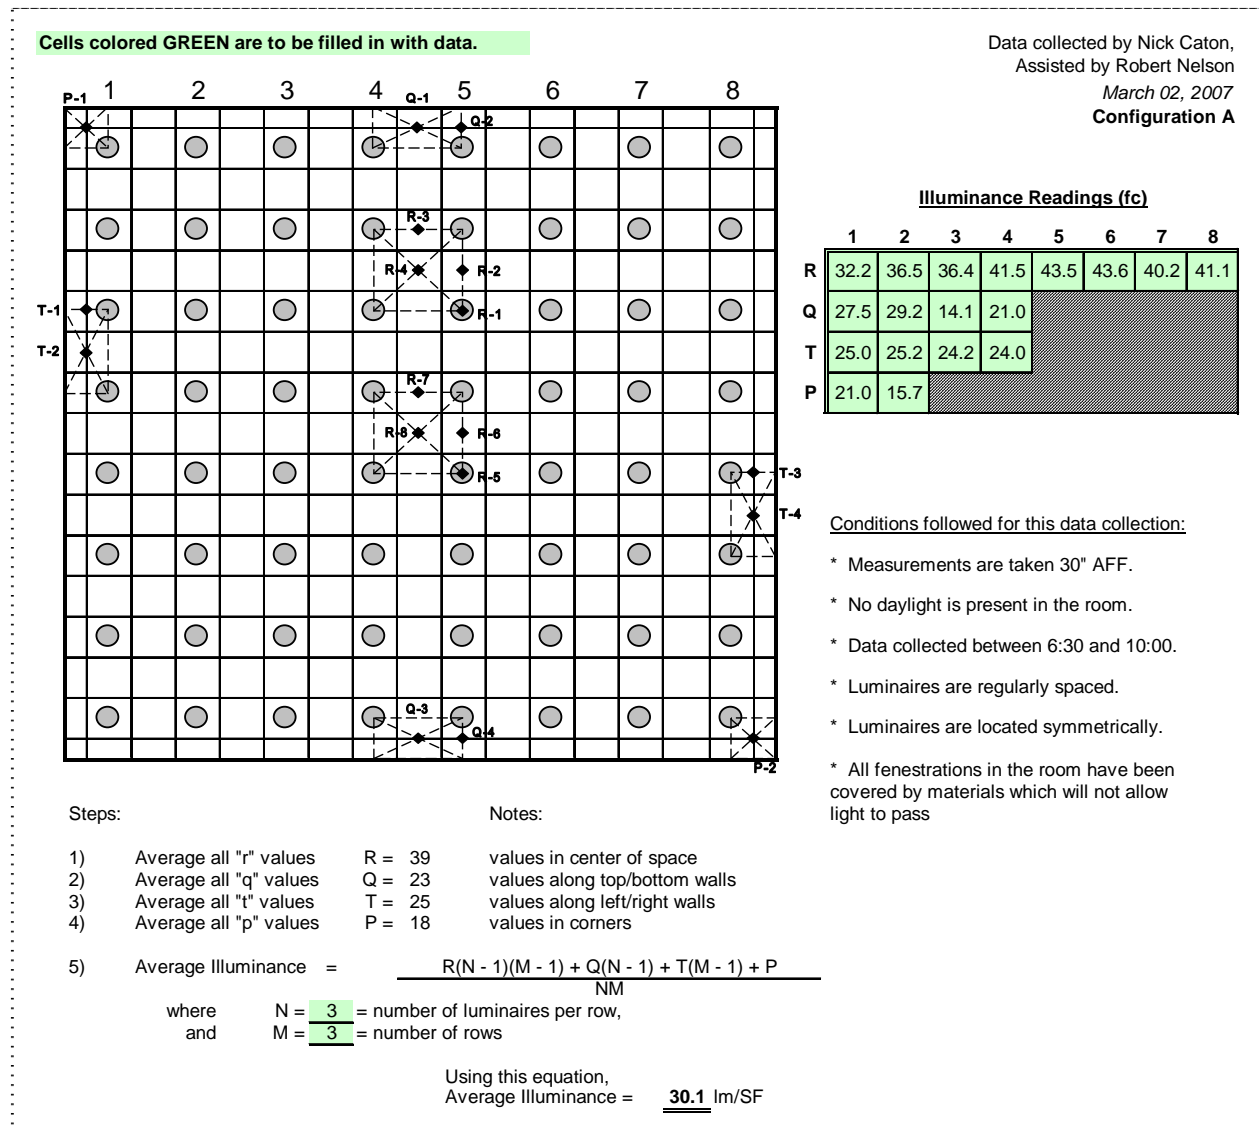 Cells colored GREEN are to be filled in with data.
Data collected by Nick Caton,
Assisted by Robert Nelson
March 02, 2007
Configuration A
1 2 3 4 5 6 7 8
P-1
Q-1
Q-2
R-3
R-4
R-2
R-1
T-1
T-2
R-7
R-8
R-6
R-5
T-3
T-4
Q-3
Q-4
P-2
Illuminance Readings (fc)
1 2 3 4 5 6 7 8
R 32.2 36.5 36.4 41.5 43.5 43.6 40.2 41.1
Q 27.5 29.2 14.1 21.0
T 25.0 25.2 24.2 24.0
P 21.0 15.7
Conditions followed for this data collection:
* Measurements are taken 30" AFF.
* No daylight is present in the room.
* Data collected between 6:30 and 10:00.
* Luminaires are regularly spaced.
* Luminaires are located symmetrically.
* All fenestrations in the room have been
covered by materials which will not allow
light to pass
Steps: Notes:
1) Average all "r" values R = 39 values in center of space
2) Average all "q" values Q = 23 values along top/bottom walls
3) Average all "t" values T = 25 values along left/right walls
4) Average all "p" values P = 18 values in corners
5) Average Illuminance = R(N - 1)(M - 1) + Q(N - 1) + T(M - 1) + P
NM
where N = 3 = number of luminaires per row,
and M = 3 = number of rows
Using this equation,
Average Illuminance = 30.1 lm/SF